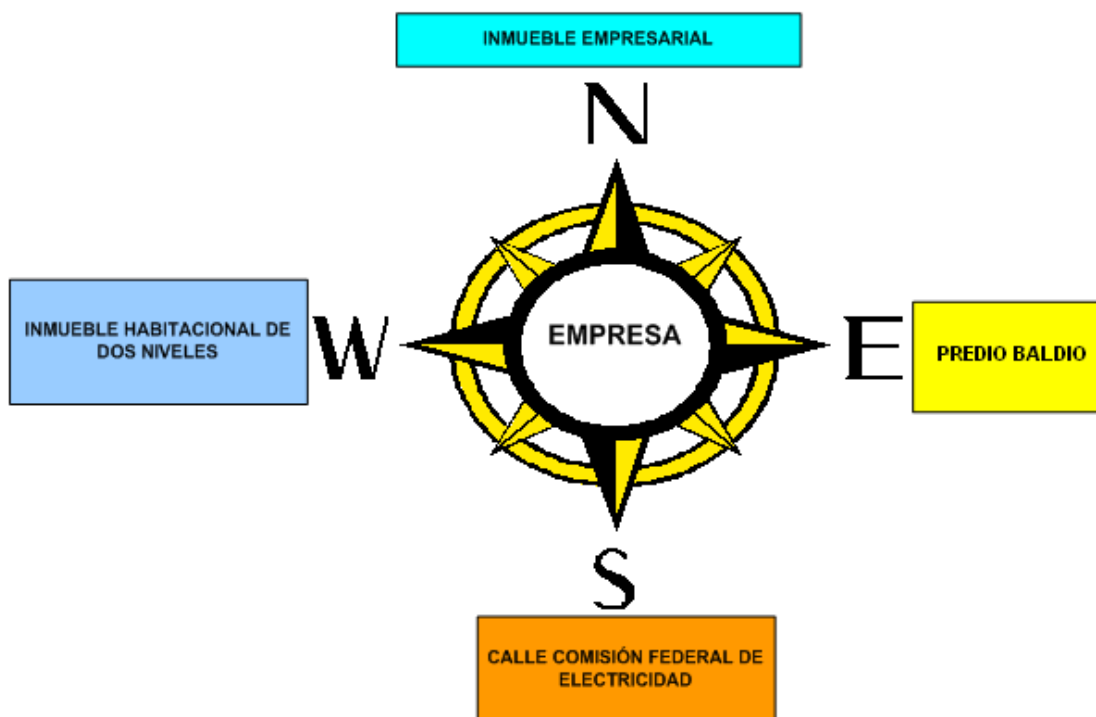 INMUEBLE EMPRESARIAL
N
INMUEBLE HABITACIONAL DE
DOS NIVELES
W
EMPRESA
E
PREDIO BALDIO
S
CALLE COMISIÓN FEDERAL DE
ELECTRICIDAD